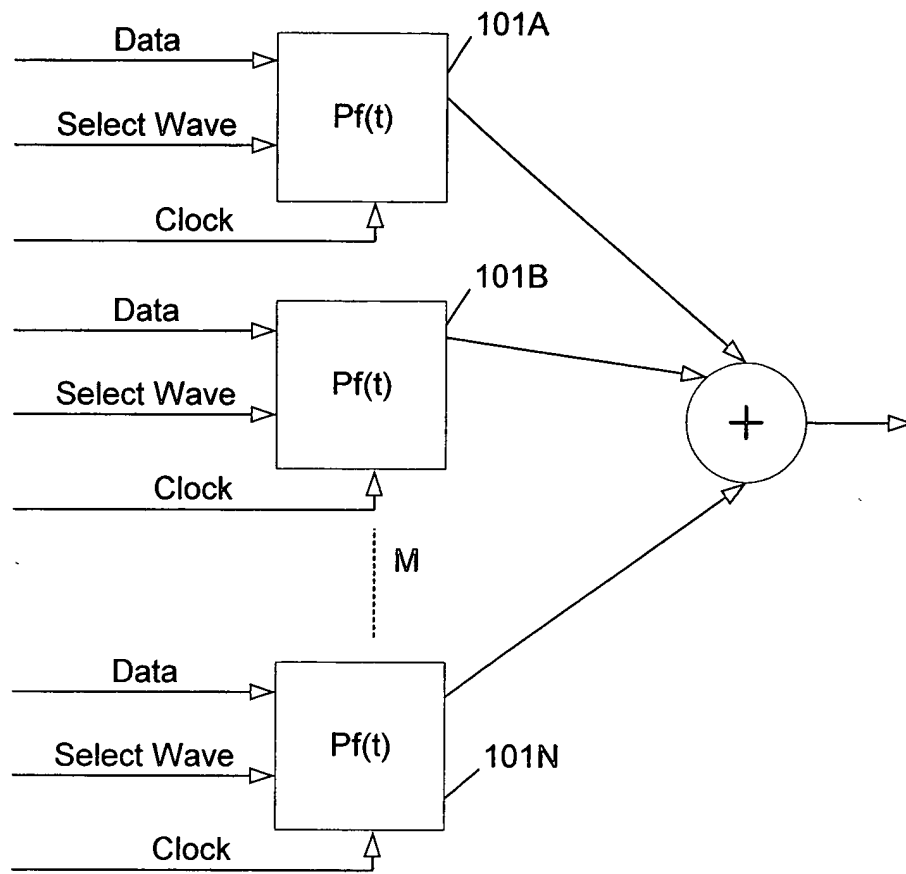 101A
Data
Select Wave
Pf(t)
Clock
101B
Data
Select Wave
Pf(t)
Clock
M
Data
Select Wave
Pf(t)
101N
Clock
+